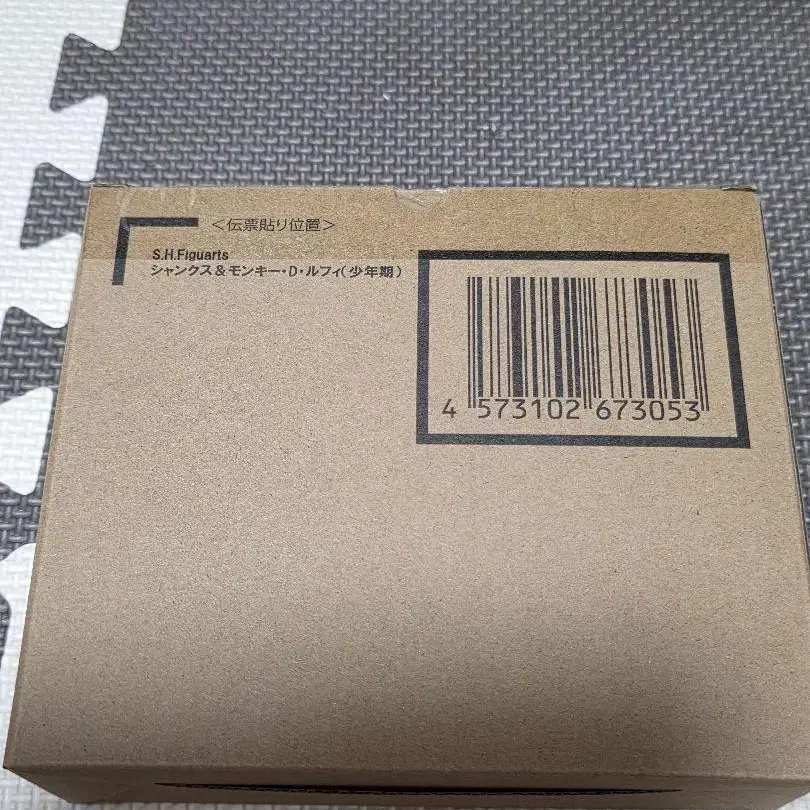 ＜伝票貼り位置＞
S.H.Figuarts
シャンクス＆モンキー・D・ルフィ(少年期)
4 573102 673053